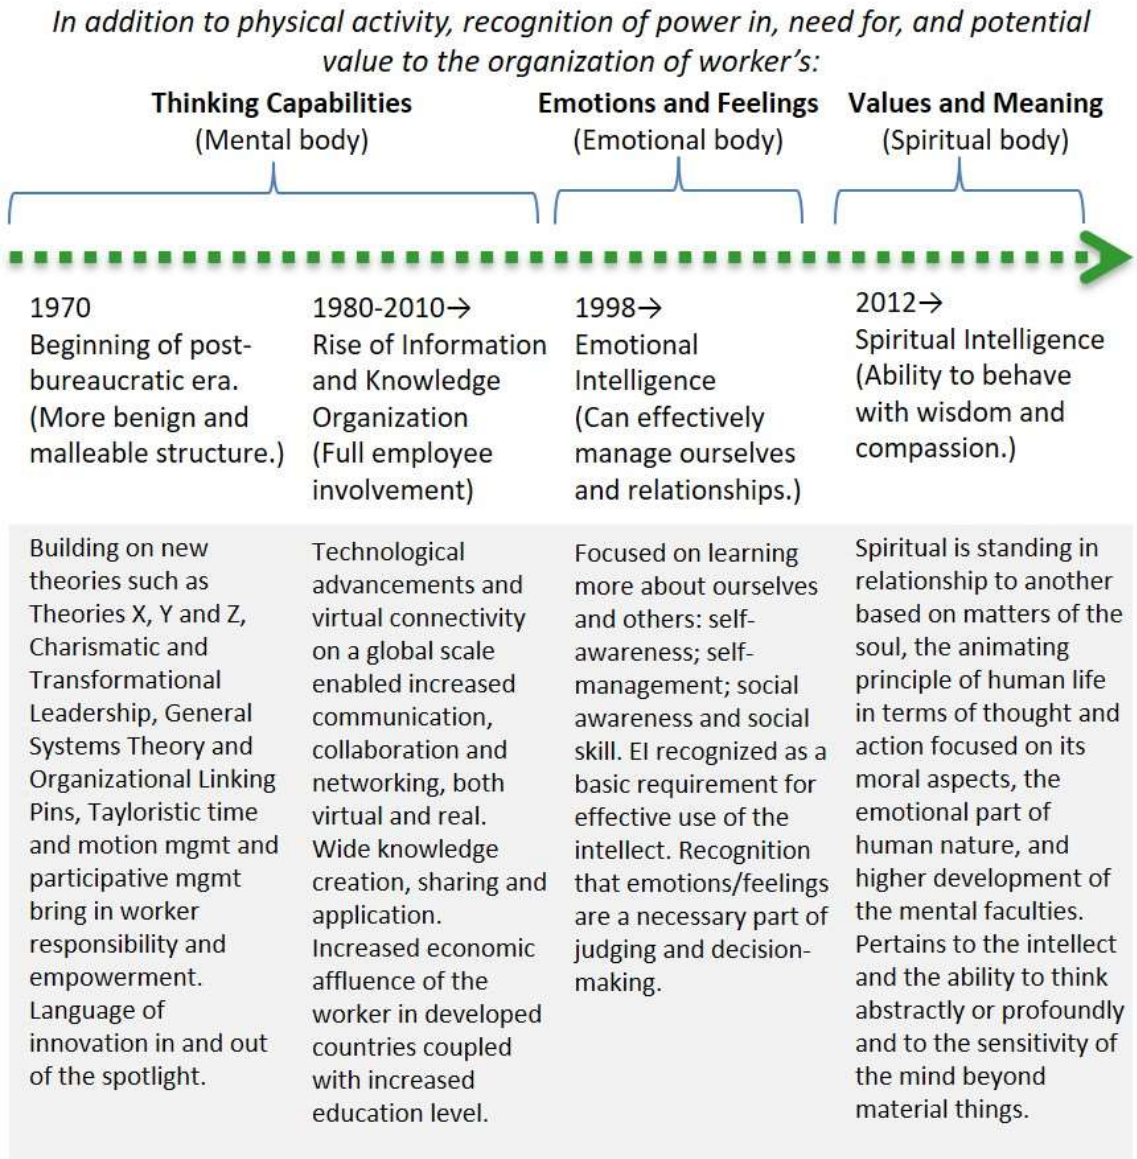 In addition to physical activity, recognition of power in, need for, and potential
value to the organization of worker's:
Thinking Capabilities
(Mental body)
Emotions and Feelings
(Emotional body)
Values and Meaning
(Spiritual body)
1970
Beginning of post-
bureaucratic era.
(More benign and
malleable structure.)
1980-2010→
Rise of Information
and Knowledge
Organization
(Full employee
involvement)
1998→
Emotional
Intelligence
(Can effectively
manage ourselves
and relationships.)
2012→
Spiritual Intelligence
(Ability to behave
with wisdom and
compassion.)
Building on new
theories such as
Theories X, Y and Z,
Charismatic and
Transformational
Leadership, General
Systems Theory and
Organizational Linking
Pins, Tayloristic time
and motion mgmt and
participative mgmt
bring in worker
responsibility and
empowerment.
Language of
innovation in and out
of the spotlight.
Technological
advancements and
virtual connectivity
on a global scale
enabled increased
communication,
collaboration and
networking, both
virtual and real.
Wide knowledge
creation, sharing and
application.
Increased economic
affluence of the
worker in developed
countries coupled
with increased
education level.
Focused on learning
more about ourselves
and others: self-
awareness; self-
management; social
awareness and social
skill. EI recognized as a
basic requirement for
effective use of the
intellect. Recognition
that emotions/feelings
are a necessary part of
judging and decision-
making.
Spiritual is standing in
relationship to another
based on matters of the
soul, the animating
principle of human life
in terms of thought and
action focused on its
moral aspects, the
emotional part of
human nature, and
higher development of
the mental faculties.
Pertains to the intellect
and the ability to think
abstractly or profoundly
and to the sensitivity of
the mind beyond
material things.